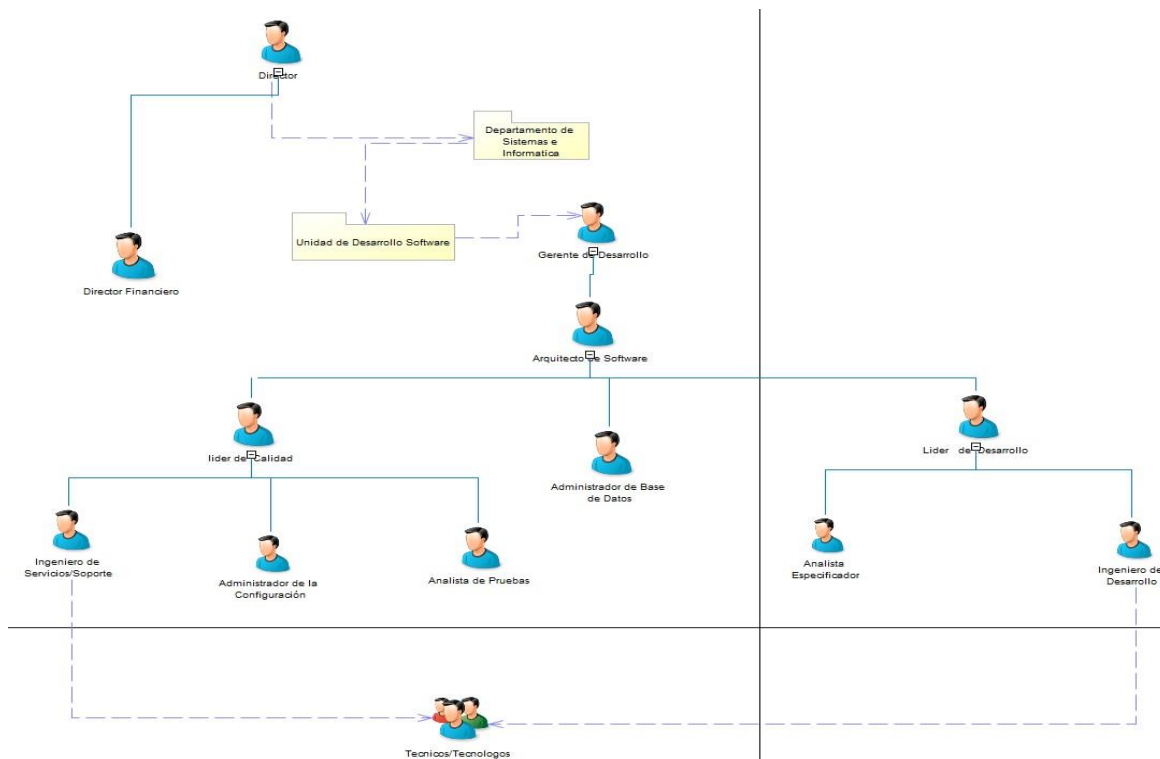 Director
Departamento de
Sistemas e
Informatica
Unidad de Desarrollo Software
Gerente de Desarrollo
Director Financiero
Arquitecto de Software
lider de Calidad
Administrador de Base
de Datos
Lider de Desarrollo
Ingeniero de
Servicios/Soporte
Administrador de la
Configuración
Analista de Pruebas
Analista
Especificador
Ingeniero de
Desarrollo
Tecnicos/Tecnologos